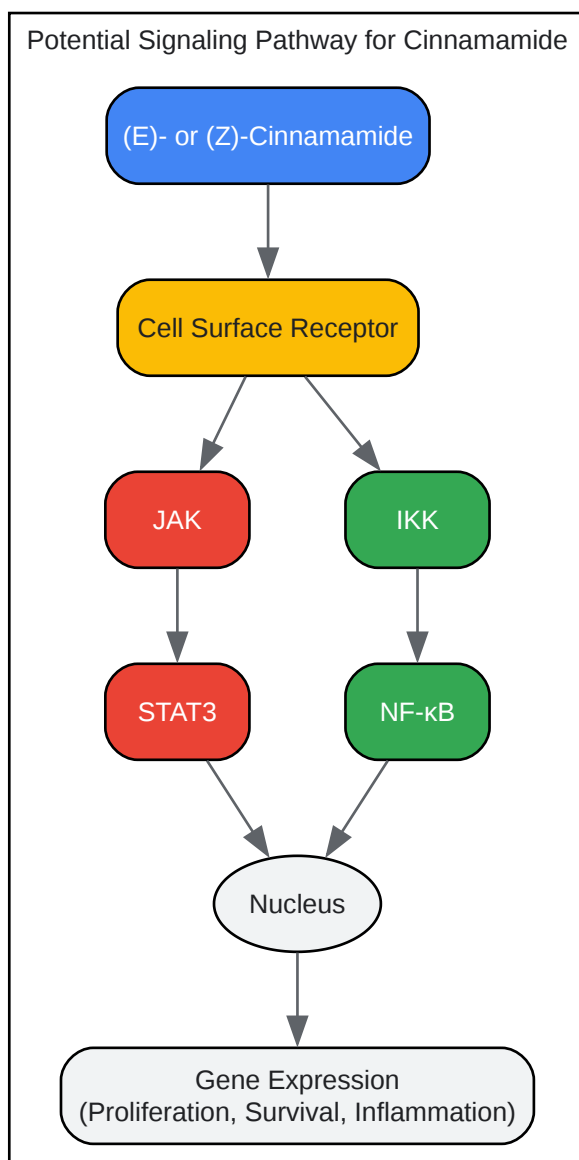 Potential Signaling Pathway for Cinnamamide
(E)- or (Z)-Cinnamamide
Cell Surface Receptor
JAK
IKK
STAT3
NF-κB
Nucleus
Gene Expression
(Proliferation, Survival, Inflammation)